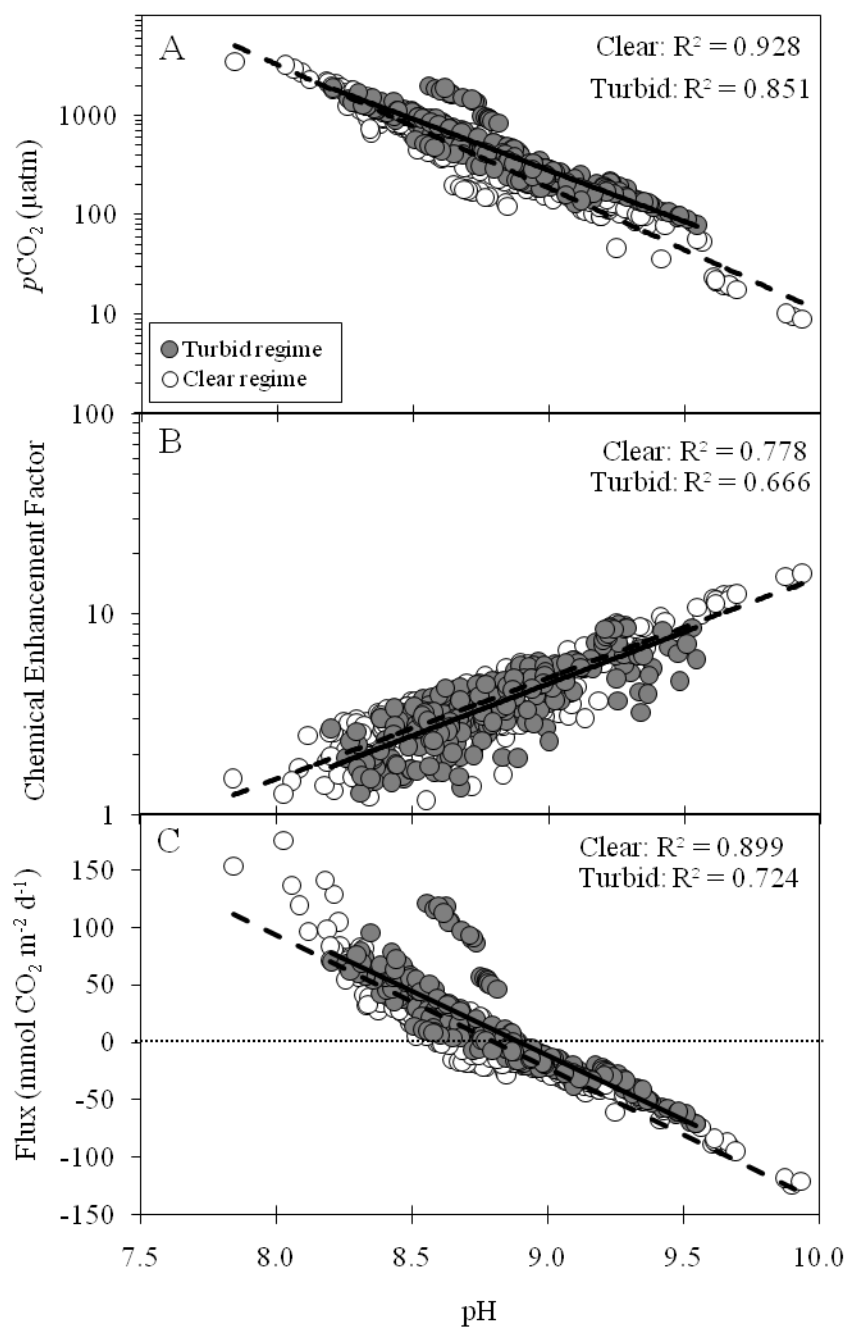 A
Clear: R² = 0.928
Turbid: R² = 0.851
1000
100
10
pCO₂ (µatm)
Turbid regime
Clear regime
B
Clear: R² = 0.778
Turbid: R² = 0.666
100
10
1
Chemical Enhancement Factor
C
Clear: R² = 0.899
Turbid: R² = 0.724
150
100
50
0
-50
-100
-150
Flux (mmol CO₂ m⁻² d⁻¹)
7.5 8.0 8.5 9.0 9.5 10.0
pH